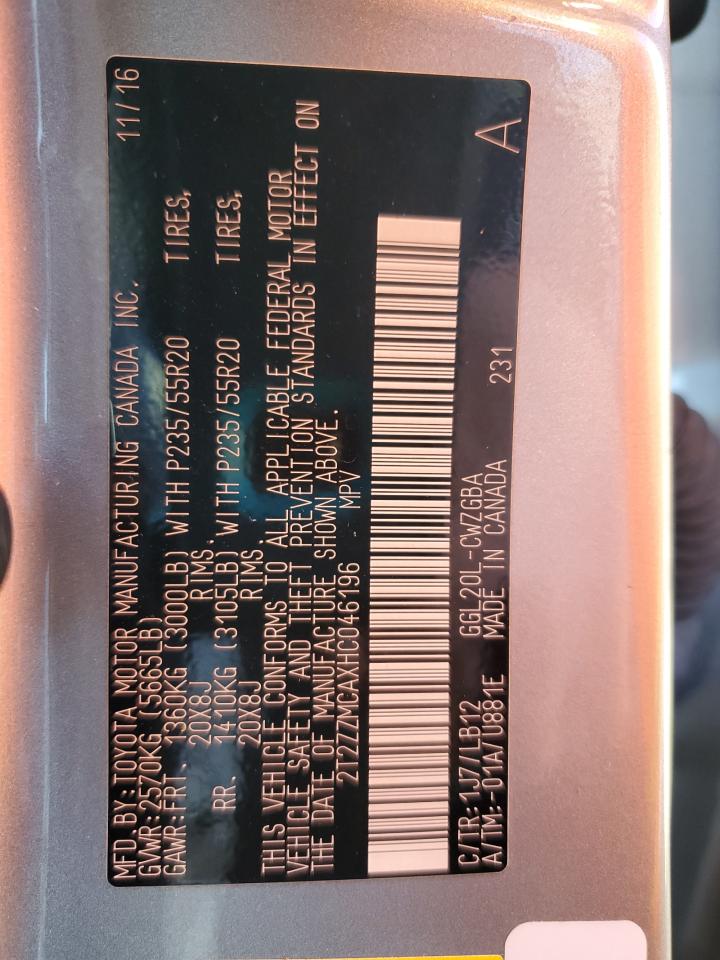 MFD. BY: TOYOTA MOTOR MANUFACTURING CANADA INC. 11/16
GVWR: 2570KG (5665LB)
GAWR: FRT. 1360KG (3000LB) WITH P235/55R20 TIRES,
20X8J RIMS.
RR. 1410KG (3105LB) WITH P235/55R20 TIRES,
20X8J RIMS.
THIS VEHICLE CONFORMS TO ALL APPLICABLE FEDERAL MOTOR
VEHICLE SAFETY AND THEFT PREVENTION STANDARDS IN EFFECT ON
THE DATE OF MANUFACTURE SHOWN ABOVE.
2T2ZZMCAXHC046196 MPV
C/TR: 1J7/LB12 GGL20L-CWZGBA
A/TM: -01A/U881E MADE IN CANADA 231 A